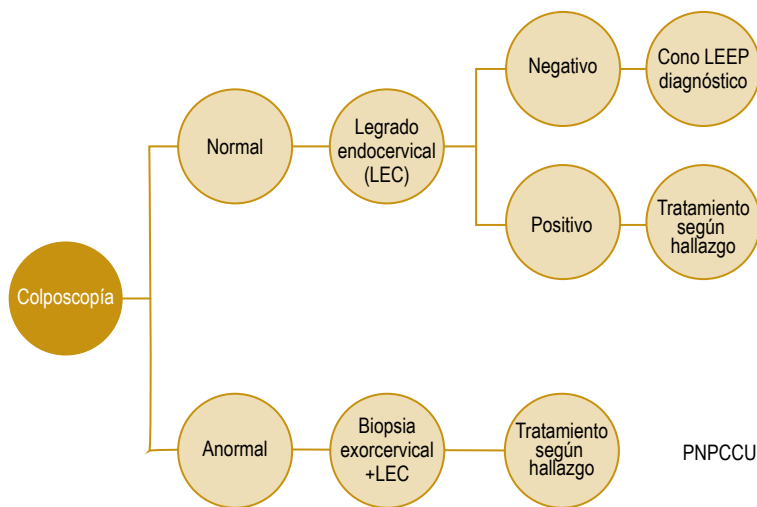 Negativo
Cono LEEP
diagnóstico
Normal
Legrado
endocervical
(LEC)
Positivo
Tratamiento
según
hallazgo
Colposcopía
Anormal
Biopsia
exorcervical
+LEC
Tratamiento
según
hallazgo
PNPCCU